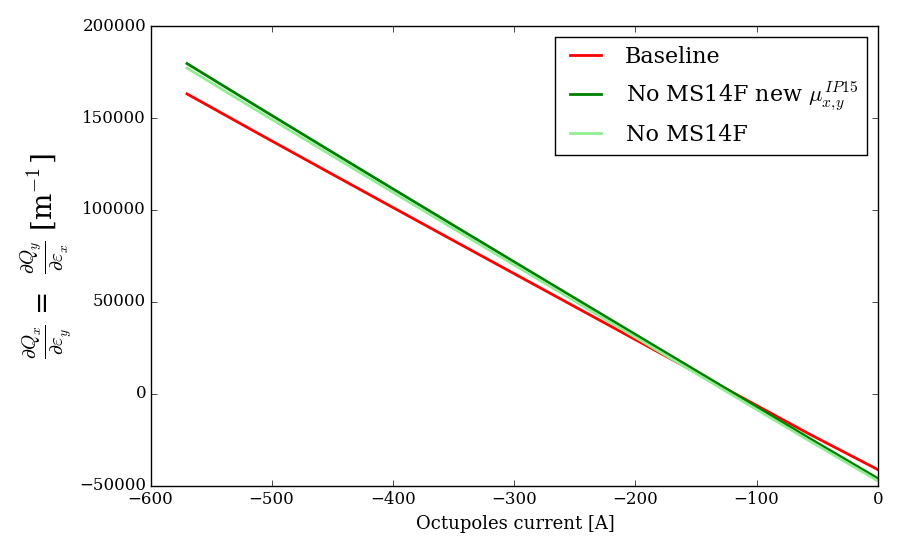 200000
150000
100000
50000
0
−50000
−600
−500
−400
−300
−200
−100
0
Octupoles current [A]
∂Q_x/∂ε_y = ∂Q_y/∂ε_x [m⁻¹]
Baseline
No MS14F new μ_{x,y}^{IP15}
No MS14F